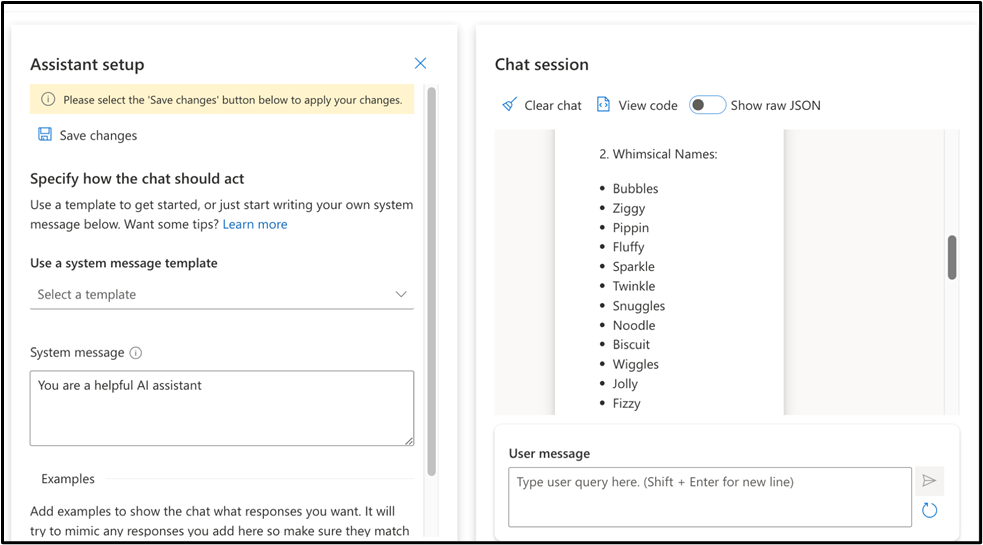 Assistant setup
Please select the 'Save changes' button below to apply your changes.
Save changes
Specify how the chat should act
Use a template to get started, or just start writing your own system
message below. Want some tips? Learn more
Use a system message template
Select a template
System message
You are a helpful AI assistant
Examples
Add examples to show the chat what responses you want. It will
try to mimic any responses you add here so make sure they match
Chat session
Clear chat View code Show raw JSON
2. Whimsical Names:
• Bubbles
• Ziggy
• Pippin
• Fluffy
• Sparkle
• Twinkle
• Snuggles
• Noodle
• Biscuit
• Wiggles
• Jolly
• Fizzy
User message
Type user query here. (Shift + Enter for new line)